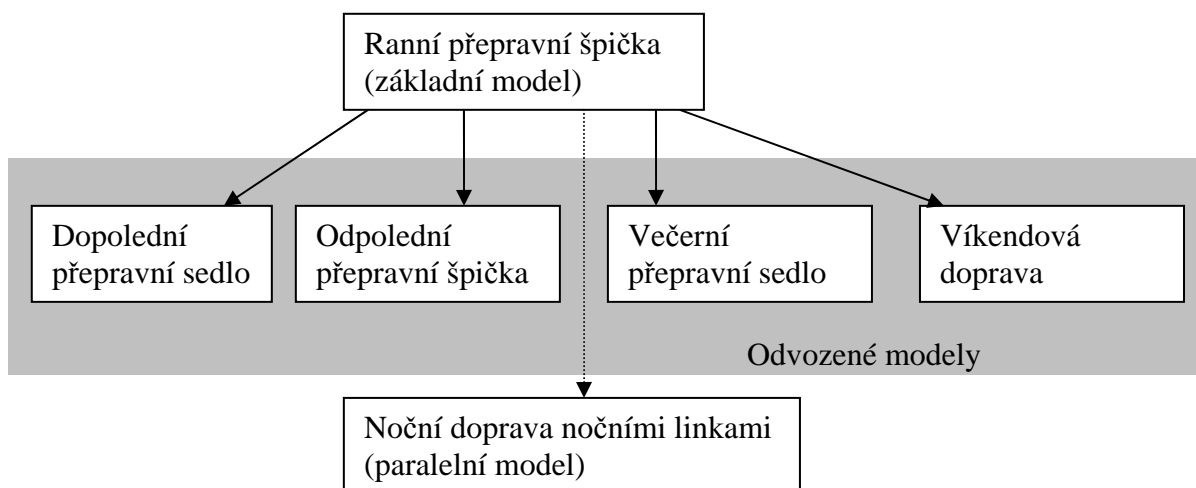 Ranní přepravní špička
(základní model)
Dopolední
přepravní sedlo
Odpolední
přepravní špička
Večerní
přepravní sedlo
Víkendová
doprava
Odvozené modely
Noční doprava nočními linkami
(paralelní model)